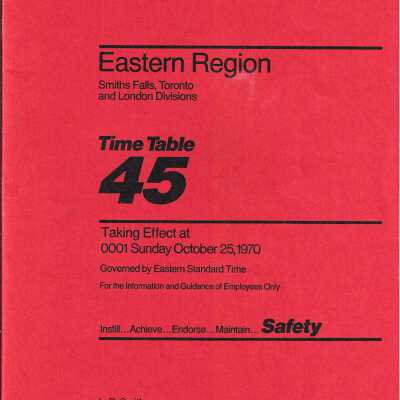 Eastern Region
Smiths Falls, Toronto
and London Divisions
Time Table
45
Taking Effect at
0001 Sunday October 25, 1970
Governed by Eastern Standard Time
For the Information and Guidance of Employees Only
Instill... Achieve... Endorse... Maintain... Safety